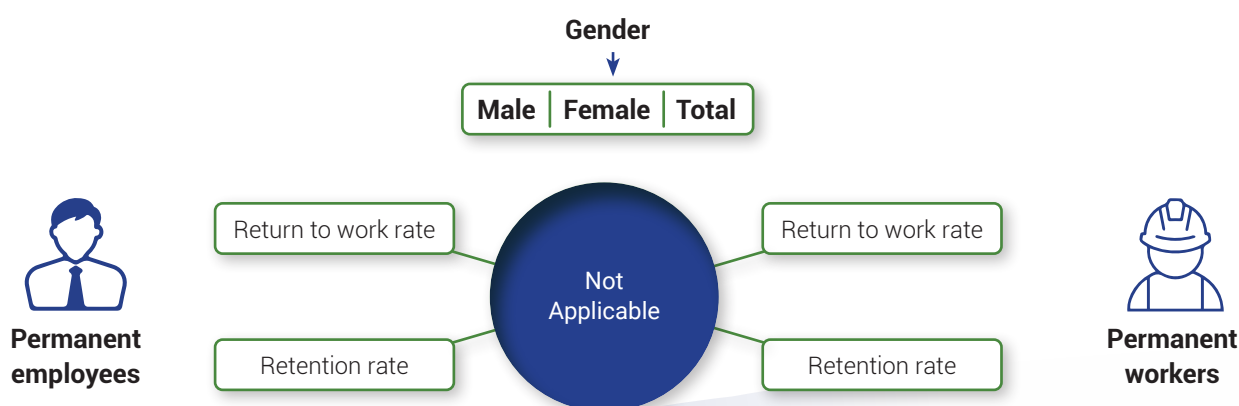 Gender
Male | Female | Total
Return to work rate
Return to work rate
Not
Applicable
Permanent
employees
Retention rate
Retention rate
Permanent
workers